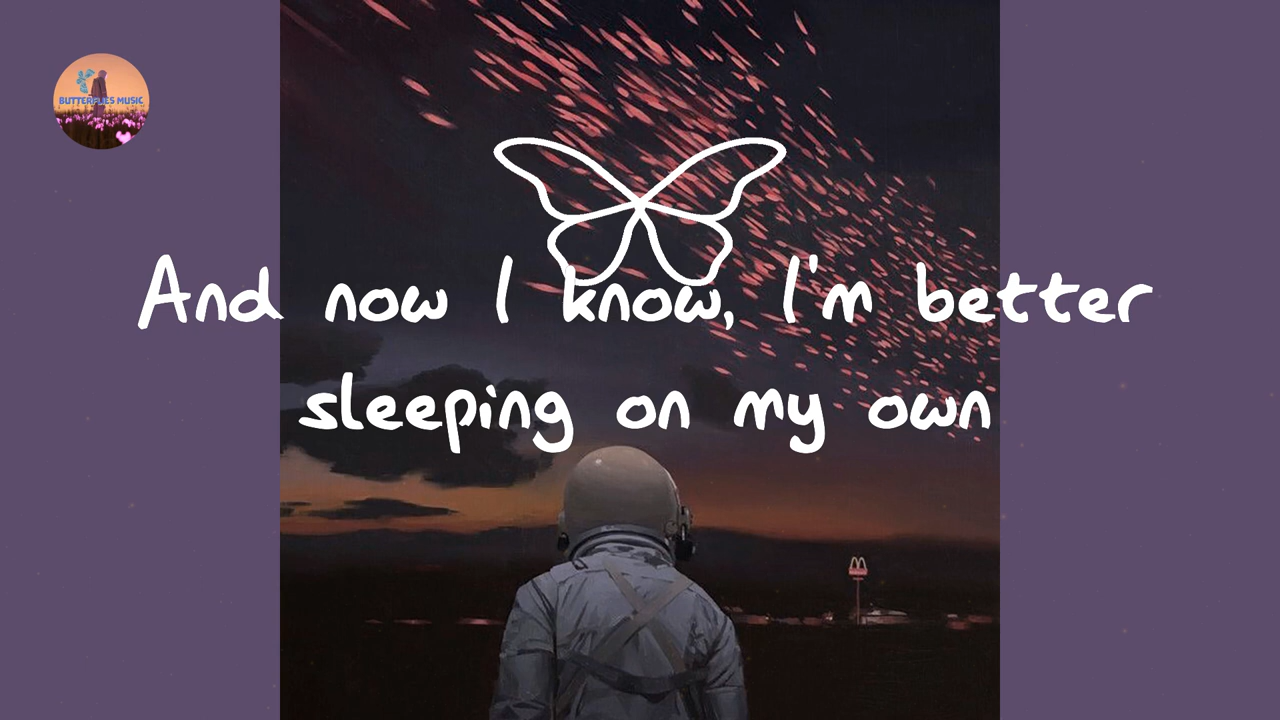 BUTTERFLIES MUSIC
And now I know, I'm better
sleeping on my own